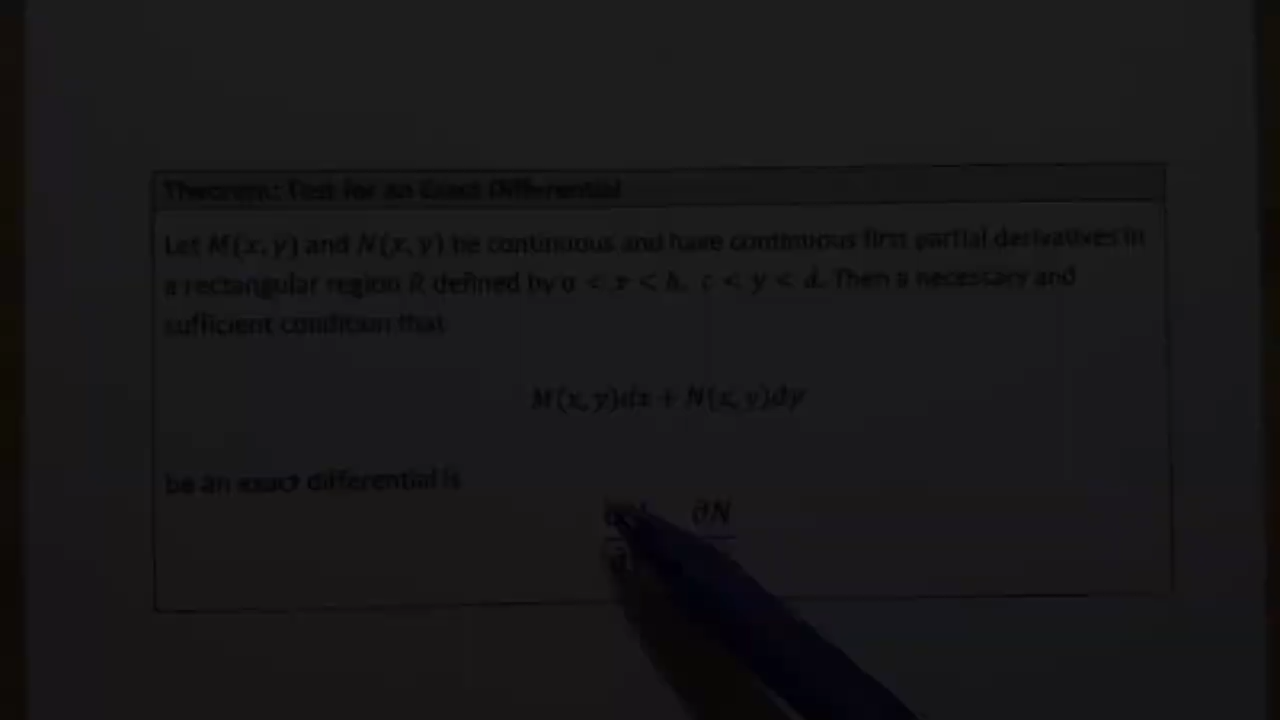 Theorem: Test for an Exact Differential
Let M(x, y) and N(x, y) be continuous and have continuous first partial derivatives in
a rectangular region R defined by a < x < b, c < y < d. Then a necessary and
sufficient condition that
M(x, y)dx + N(x, y)dy
be an exact differential is
∂N